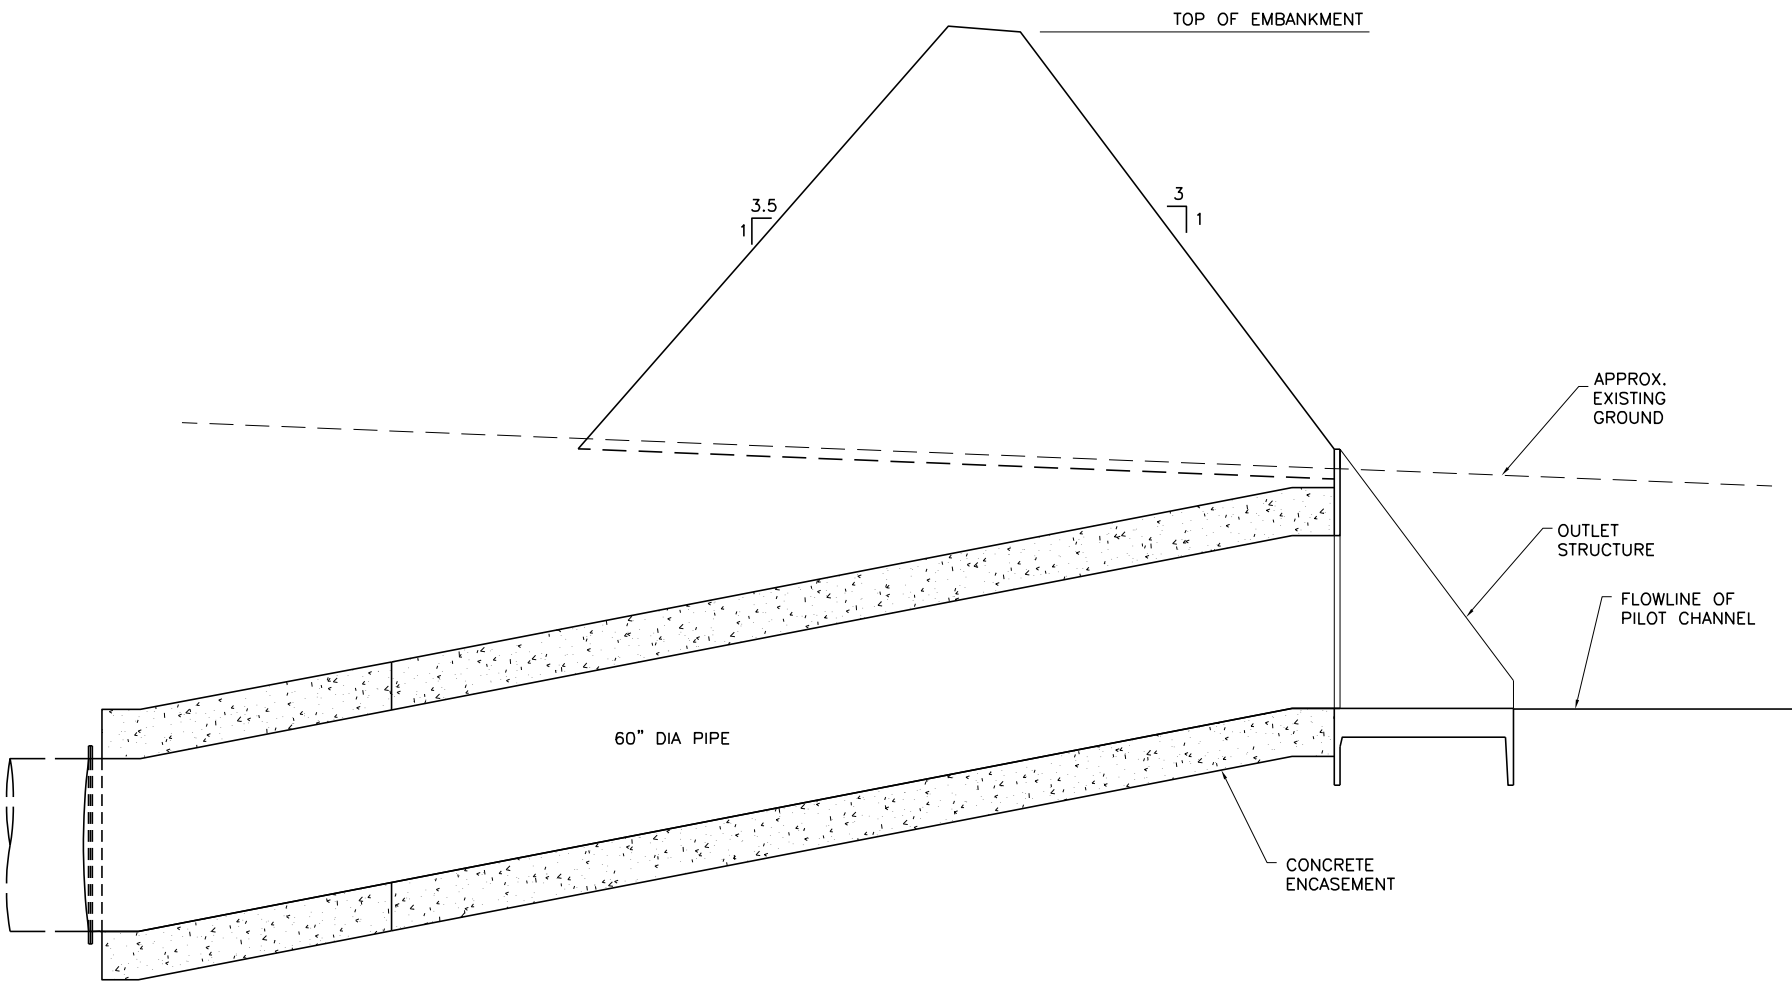 TOP OF EMBANKMENT
3.5
1
3
1
APPROX.
EXISTING
GROUND
OUTLET
STRUCTURE
FLOWLINE OF
PILOT CHANNEL
60" DIA PIPE
CONCRETE
ENCASEMENT